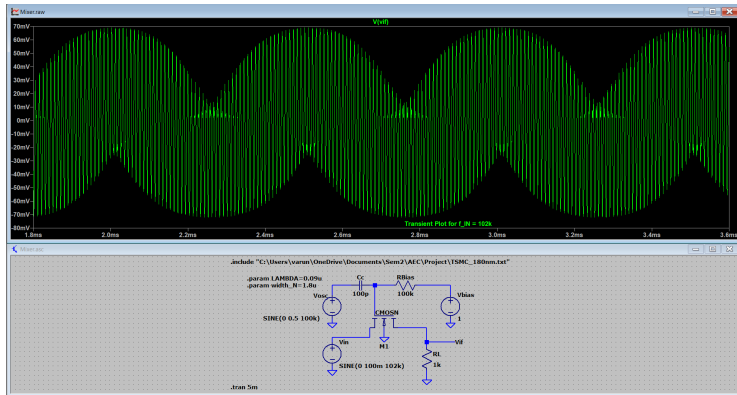 Mixer.raw
V(vif)
70mV
60mV
50mV
40mV
30mV
20mV
10mV
0mV
-10mV
-20mV
-30mV
-40mV
-50mV
-60mV
-70mV
-80mV
Transient Plot for f_IN = 102k
1.8ms 2.0ms 2.2ms 2.4ms 2.6ms 2.8ms 3.0ms 3.2ms 3.4ms 3.6ms
Mixer.asc
.include "C:\Users\varun\OneDrive\Documents\Sem2\AEC\Project\TSMC_180nm.txt"
.param LAMBDA=0.09u
.param width_N=1.8u
Cc
100p
RBias
100k
Vosc
SINE(0 0.5 100k)
Vbias
1
CMOSN
M1
Vin
SINE(0 100m 102k)
Vif
RL
1k
.tran 5m